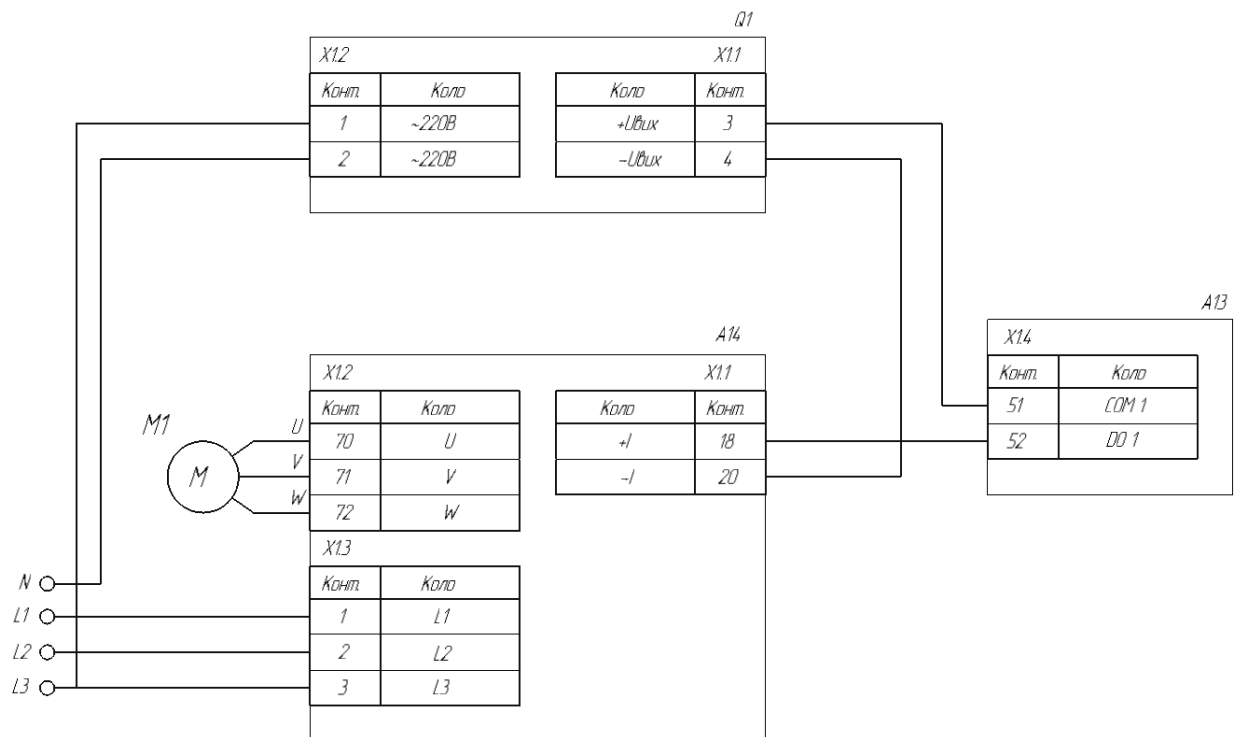 Q1
X1.2 X1.1
Конт. Коло Коло Конт.
1 ~220В +Uвих 3
2 ~220В -Uвих 4
A13
X1.4
Конт. Коло
51 COM 1
52 DO 1
A14
X1.2 X1.1
Конт. Коло Коло Конт.
M1 U 70 U +I 18
M V 71 V -I 20
W 72 W
X1.3
N Конт. Коло
L1 1 L1
L2 2 L2
L3 3 L3